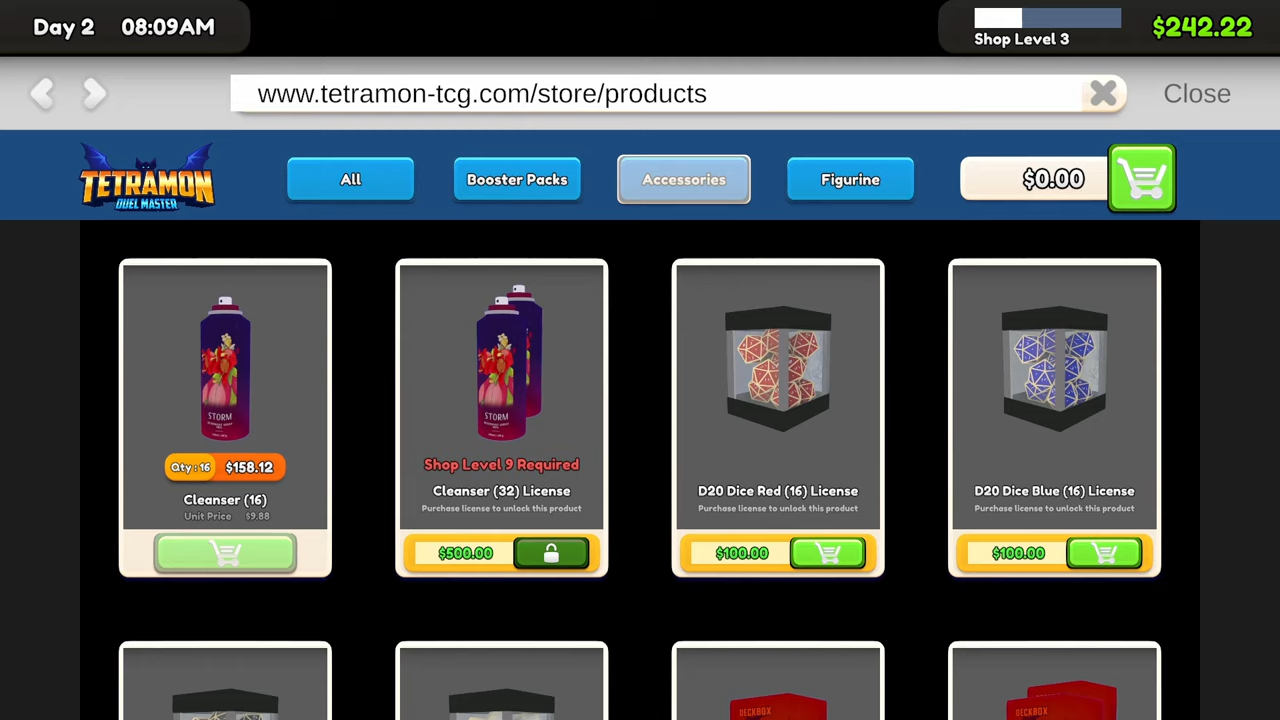 Day 2 08:09AM
Shop Level 3
$242.22
www.tetramon-tcg.com/store/products
Close
TETRAMON
DUEL MASTER
All
Booster Packs
Accessories
Figurine
$0.00
STORM
Qty : 16 $158.12
Cleanser (16)
Unit Price $9.88
STORM
Shop Level 9 Required
Cleanser (32) License
Purchase license to unlock this product
$500.00
D20 Dice Red (16) License
Purchase license to unlock this product
$100.00
D20 Dice Blue (16) License
Purchase license to unlock this product
$100.00
DECKBOX
DECKBOX